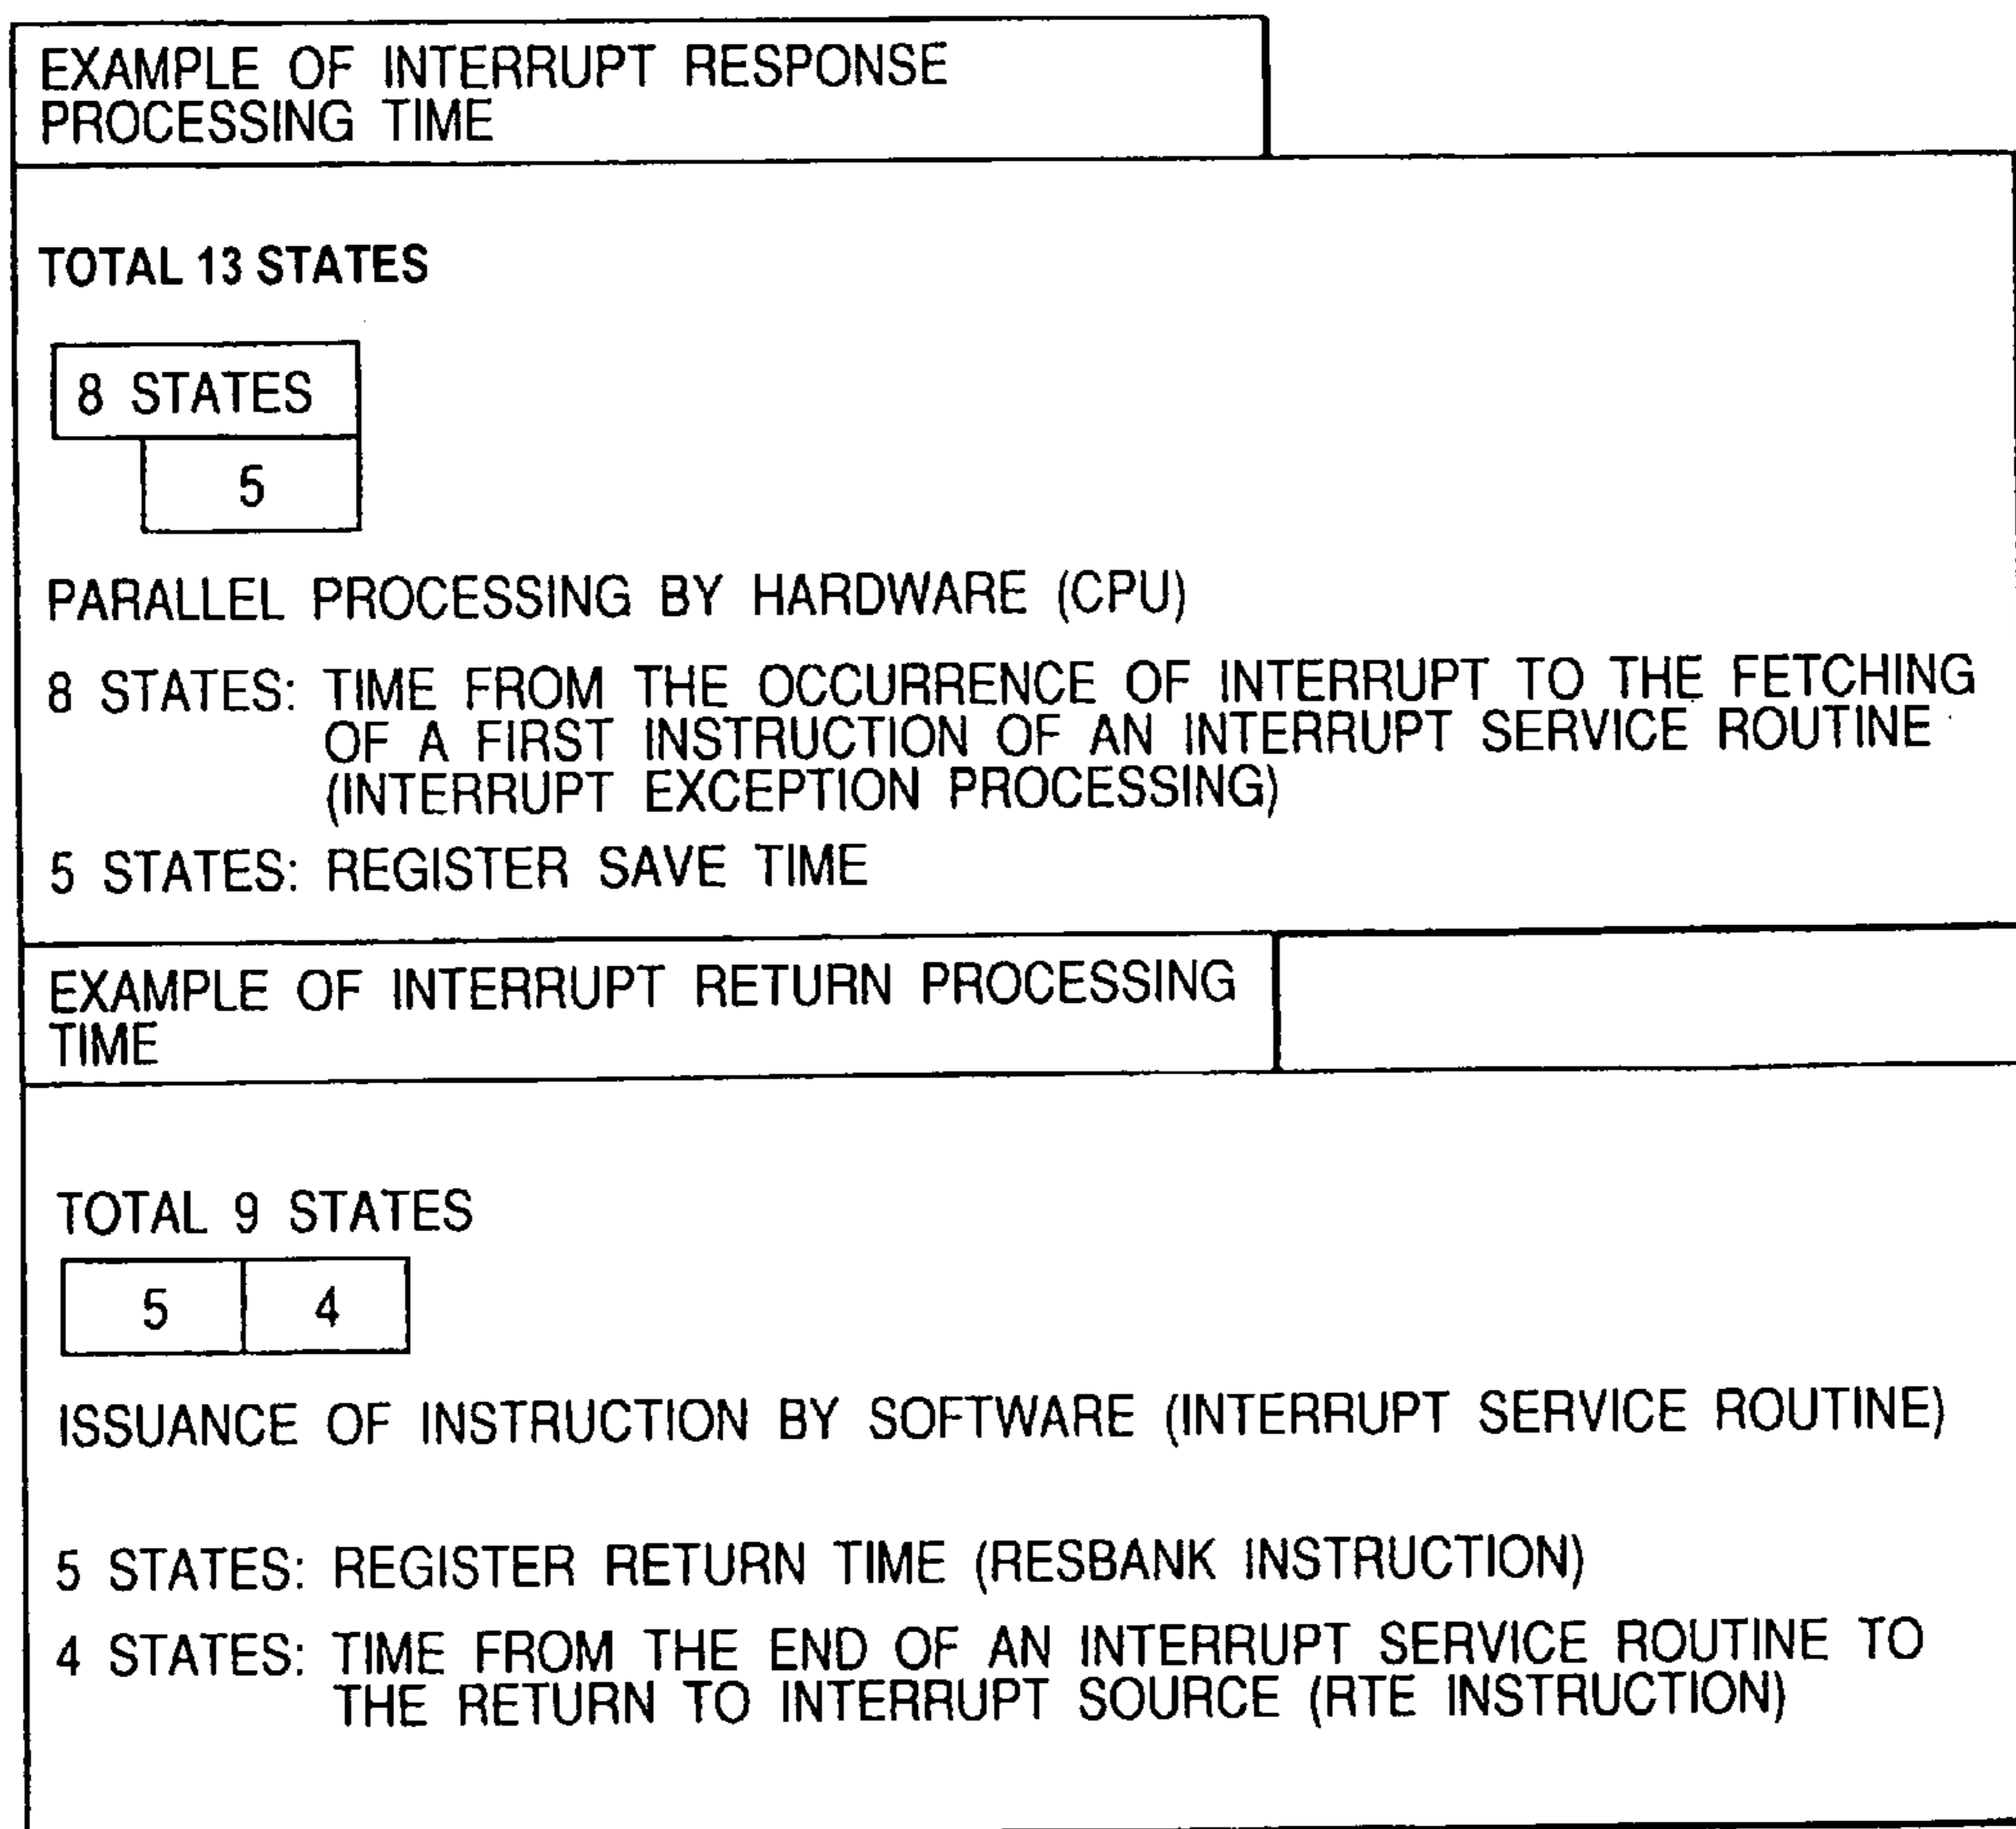 EXAMPLE OF INTERRUPT RESPONSE
PROCESSING TIME
TOTAL 13 STATES
8 STATES
5
PARALLEL PROCESSING BY HARDWARE (CPU)
8 STATES: TIME FROM THE OCCURRENCE OF INTERRUPT TO THE FETCHING
OF A FIRST INSTRUCTION OF AN INTERRUPT SERVICE ROUTINE
(INTERRUPT EXCEPTION PROCESSING)
5 STATES: REGISTER SAVE TIME
EXAMPLE OF INTERRUPT RETURN PROCESSING
TIME
TOTAL 9 STATES
5 4
ISSUANCE OF INSTRUCTION BY SOFTWARE (INTERRUPT SERVICE ROUTINE)
5 STATES: REGISTER RETURN TIME (RESBANK INSTRUCTION)
4 STATES: TIME FROM THE END OF AN INTERRUPT SERVICE ROUTINE TO
THE RETURN TO INTERRUPT SOURCE (RTE INSTRUCTION)